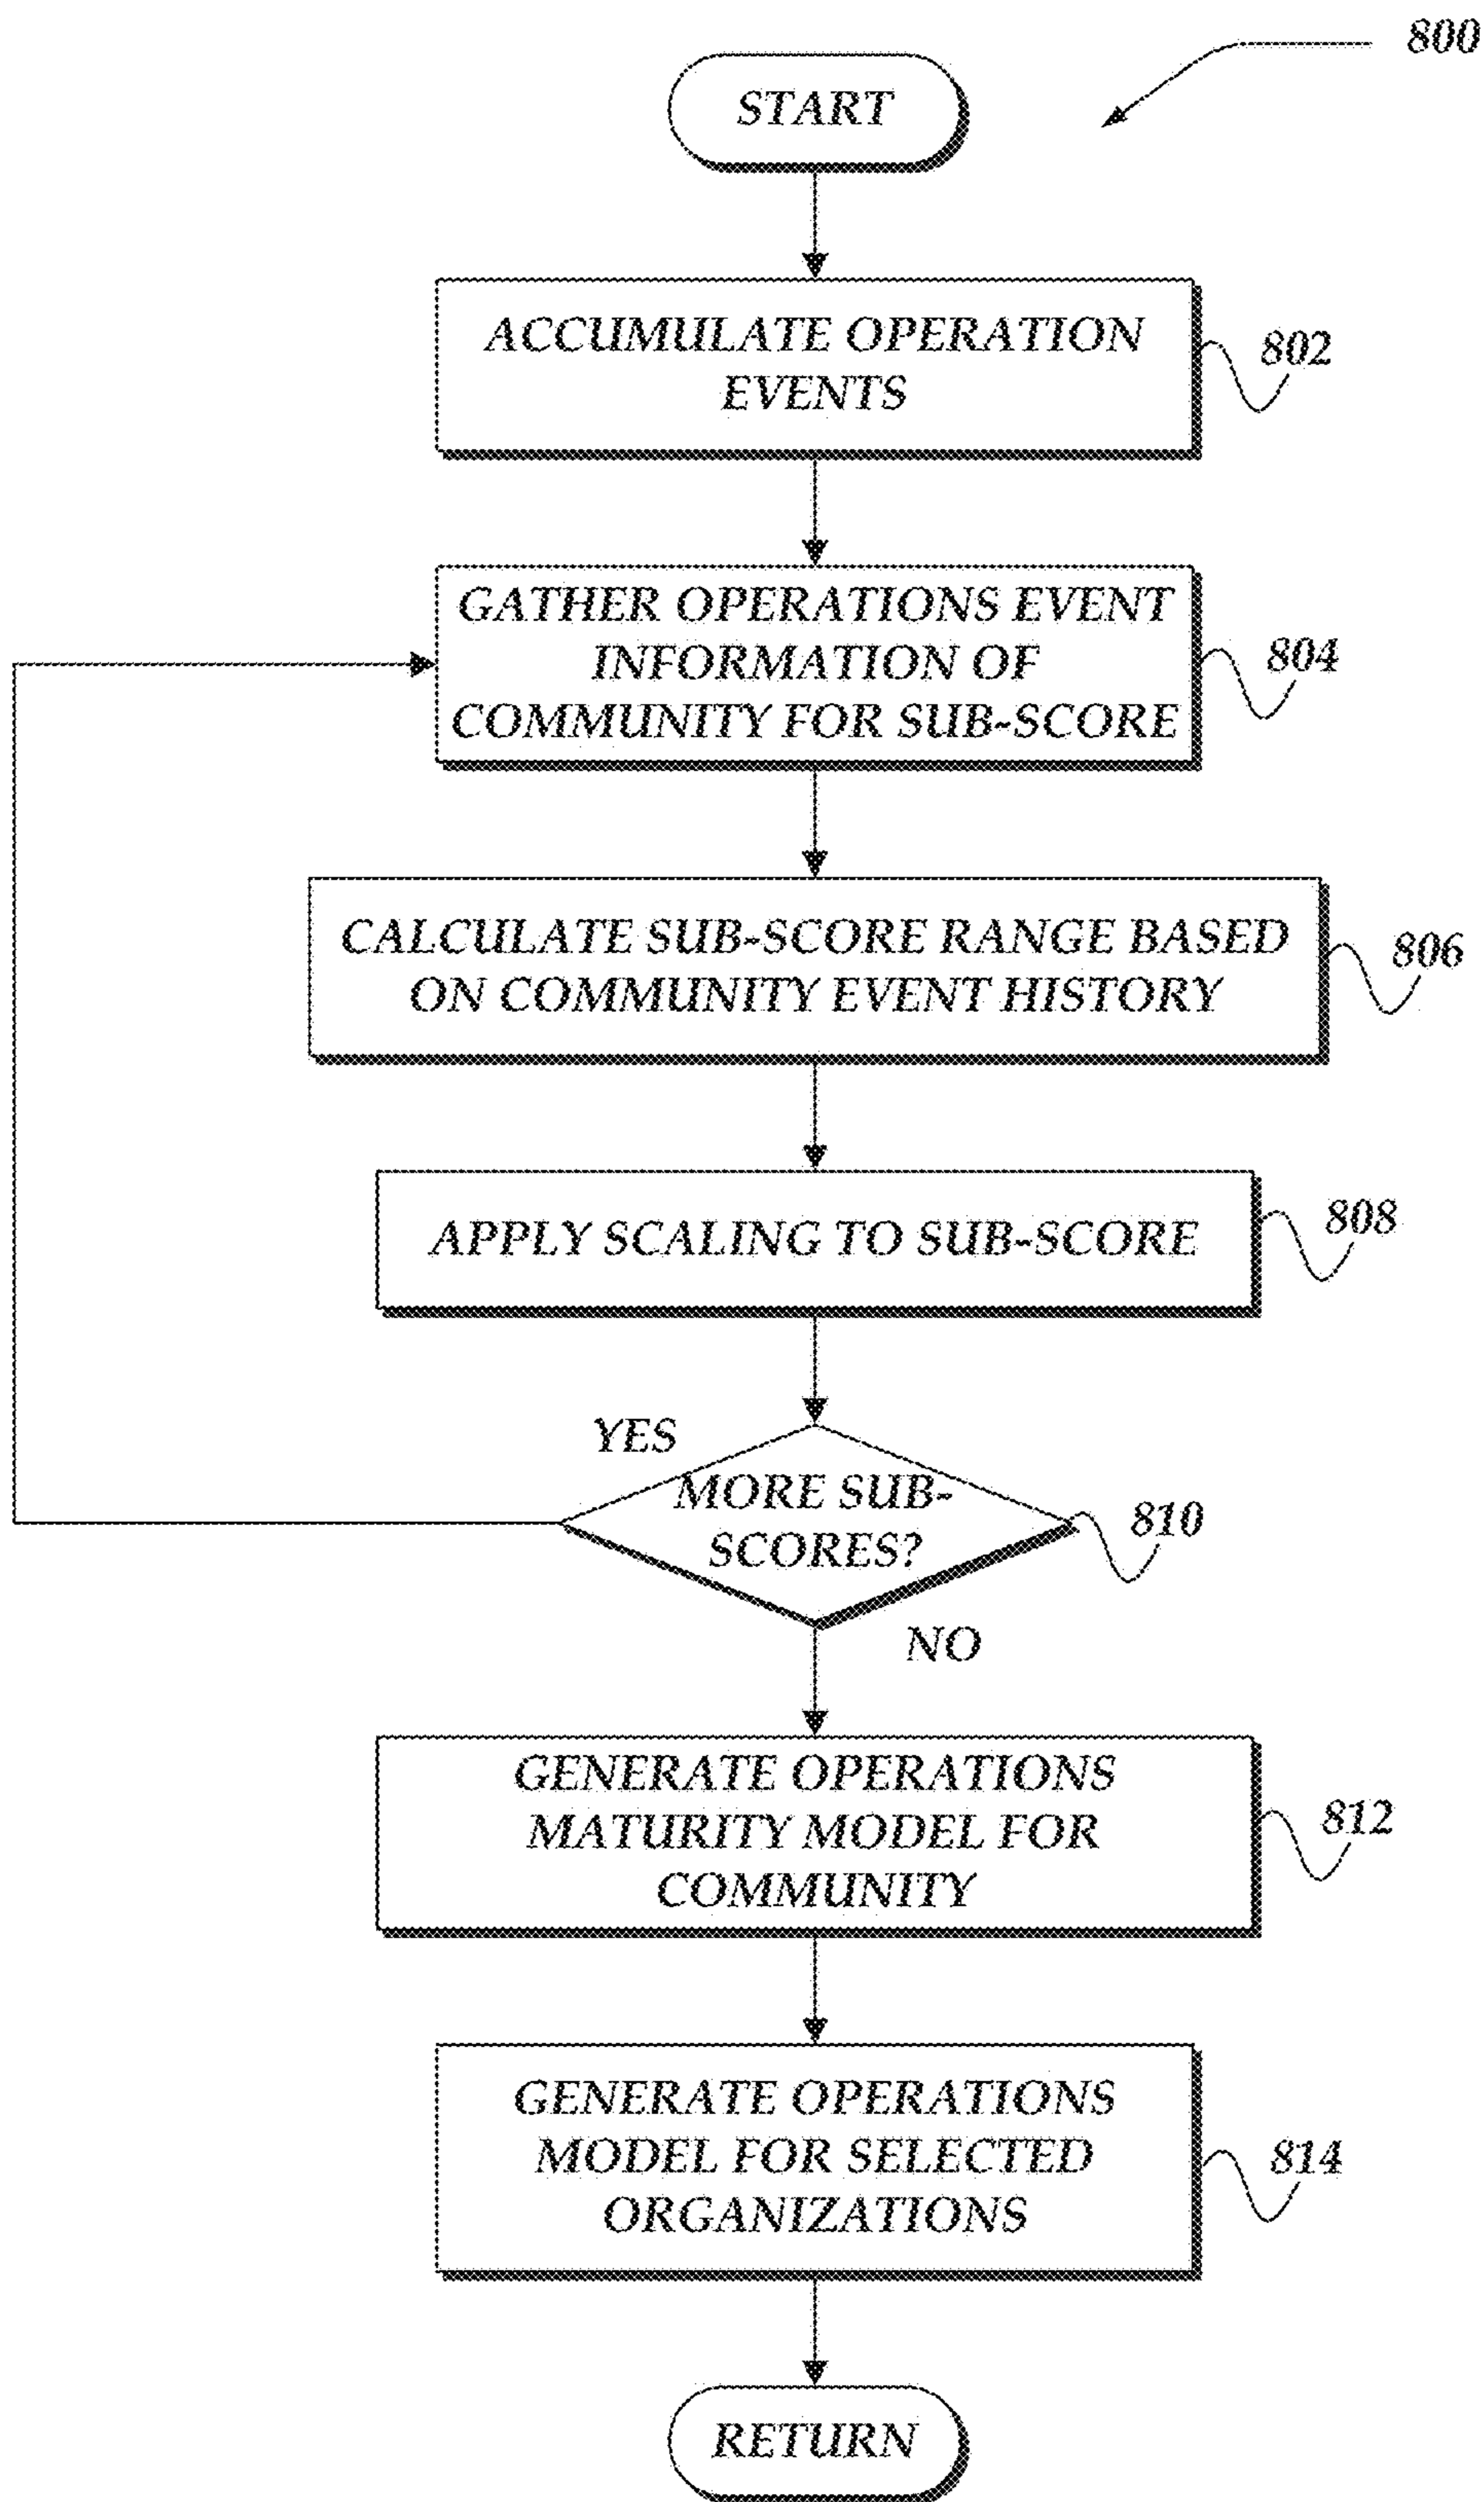 800
START
ACCUMULATE OPERATION
EVENTS
802
GATHER OPERATIONS EVENT
INFORMATION OF
COMMUNITY FOR SUB-SCORE
804
CALCULATE SUB-SCORE RANGE BASED
ON COMMUNITY EVENT HISTORY
806
APPLY SCALING TO SUB-SCORE
808
YES
MORE SUB-
SCORES?
810
NO
GENERATE OPERATIONS
MATURITY MODEL FOR
COMMUNITY
812
GENERATE OPERATIONS
MODEL FOR SELECTED
ORGANIZATIONS
814
RETURN